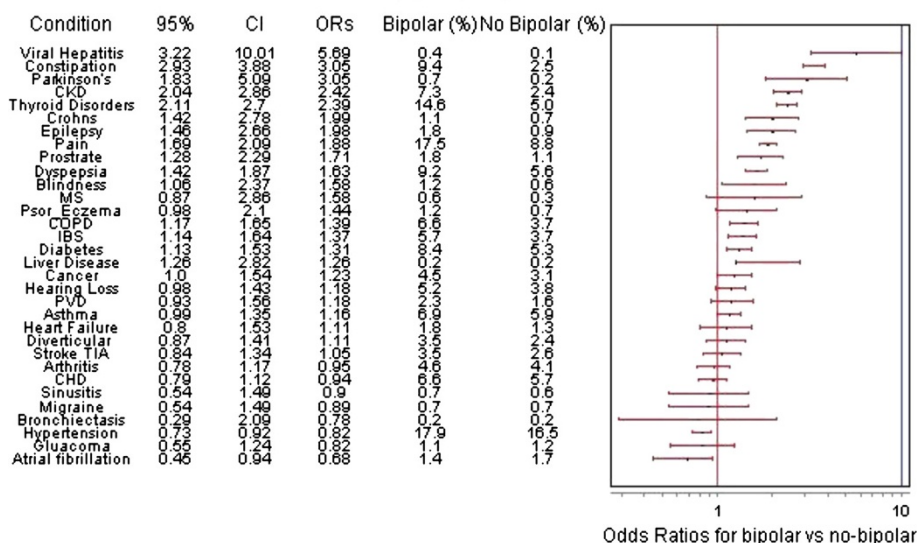 Condition 95% CI ORs Bipolar (%) No Bipolar (%)
Viral Hepatitis 3.22 10.01 5.69 0.4 0.1
Constipation 2.93 3.88 3.05 9.4 2.5
Parkinson's 1.83 5.09 3.05 0.7 0.2
CKD 2.04 2.86 2.42 7.3 2.4
Thyroid Disorders 2.11 2.7 2.39 14.6 5.0
Crohns 1.42 2.78 1.99 1.1 0.7
Epilepsy 1.46 2.66 1.98 1.8 0.9
Pain 1.69 2.09 1.88 17.5 8.8
Prostrate 1.28 2.29 1.71 1.8 1.1
Dyspepsia 1.42 1.87 1.63 9.2 5.6
Blindness 1.06 2.37 1.58 1.2 0.6
MS 0.87 2.86 1.58 0.6 0.3
Psor_Eczema 0.98 2.1 1.44 1.2 0.7
COPD 1.17 1.65 1.39 6.6 3.7
IBS 1.14 1.64 1.37 5.7 3.7
Diabetes 1.13 1.53 1.31 8.4 5.3
Liver Disease 1.26 2.82 1.26 0.2 0.2
Cancer 1.0 1.54 1.23 4.5 3.1
Hearing Loss 0.98 1.43 1.18 5.2 3.8
PVD 0.93 1.56 1.18 2.3 1.6
Asthma 0.99 1.35 1.16 6.9 5.9
Heart Failure 0.8 1.53 1.11 1.8 1.3
Diverticular 0.87 1.41 1.11 3.5 2.4
Stroke TIA 0.84 1.34 1.05 3.5 2.6
Arthritis 0.78 1.17 0.95 4.6 4.1
CHD 0.79 1.12 0.94 6.6 5.7
Sinusitis 0.54 1.49 0.9 0.7 0.6
Migraine 0.54 1.49 0.89 0.7 0.7
Bronchiectasis 0.29 2.09 0.78 0.2 0.2
Hypertension 0.73 0.92 0.82 17.9 16.5
Gluacoma 0.55 1.24 0.82 1.1 1.2
Atrial fibrillation 0.45 0.94 0.68 1.4 1.7
1 10
Odds Ratios for bipolar vs no-bipolar